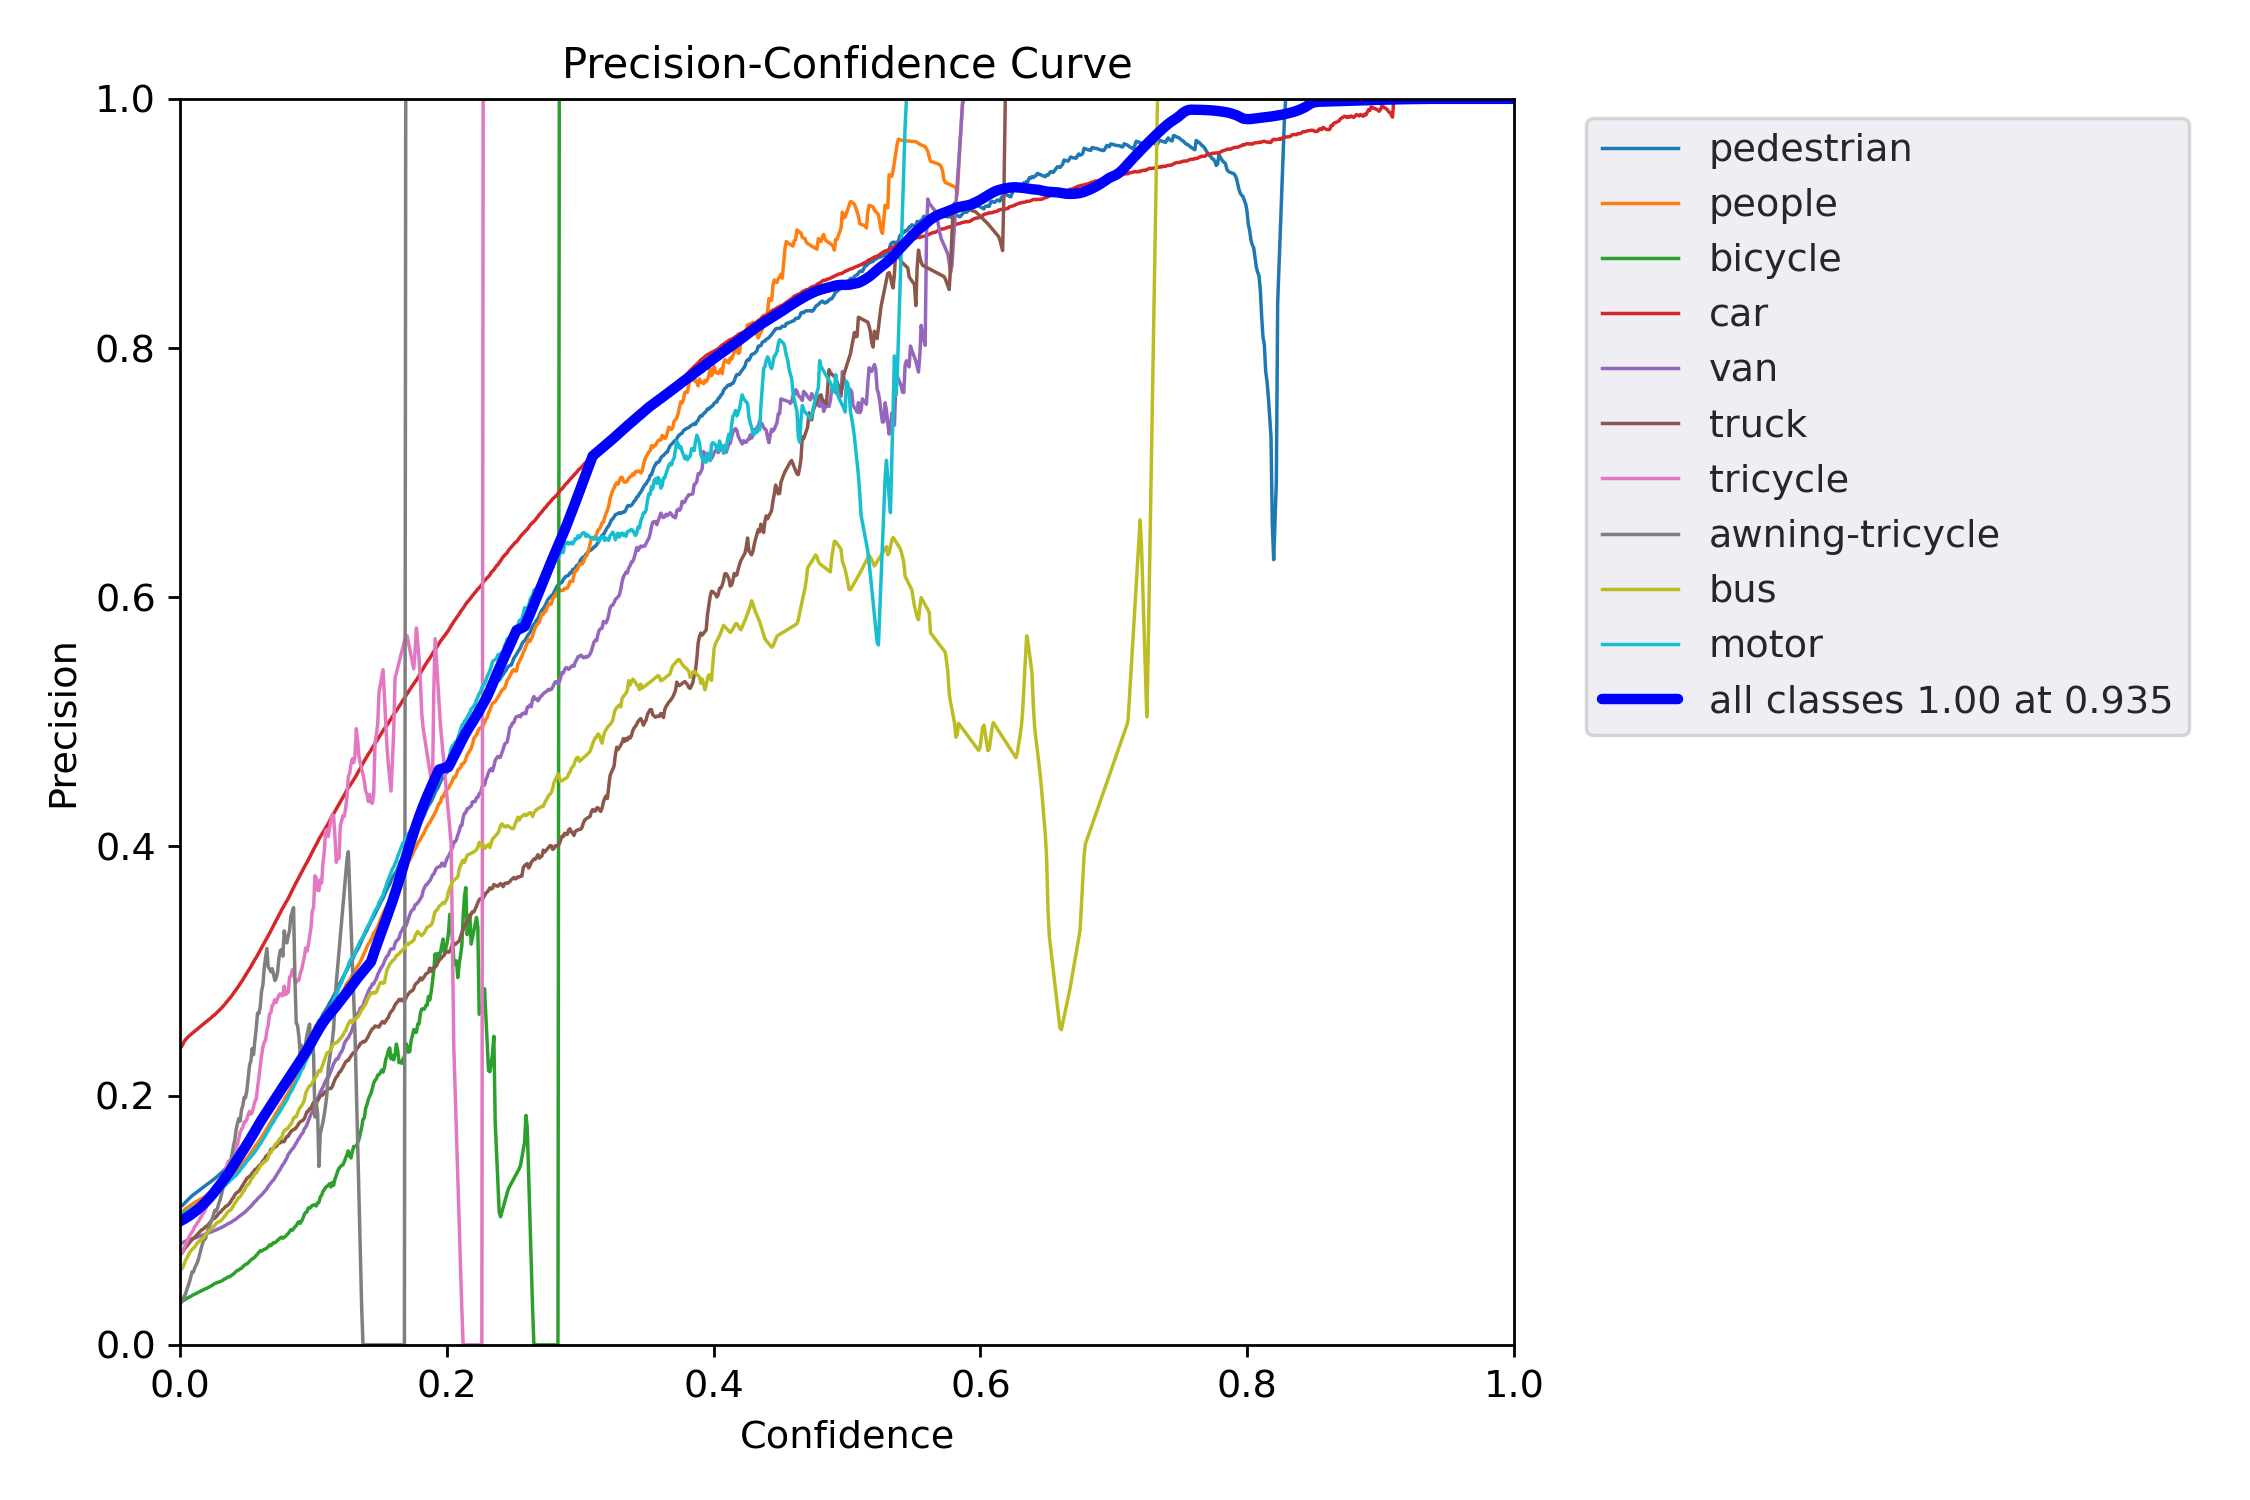 Precision-Confidence Curve
1.0
0.8
0.6
0.4
0.2
0.0
Precision
0.0 0.2 0.4 0.6 0.8 1.0
Confidence
pedestrian
people
bicycle
car
van
truck
tricycle
awning-tricycle
bus
motor
all classes 1.00 at 0.935